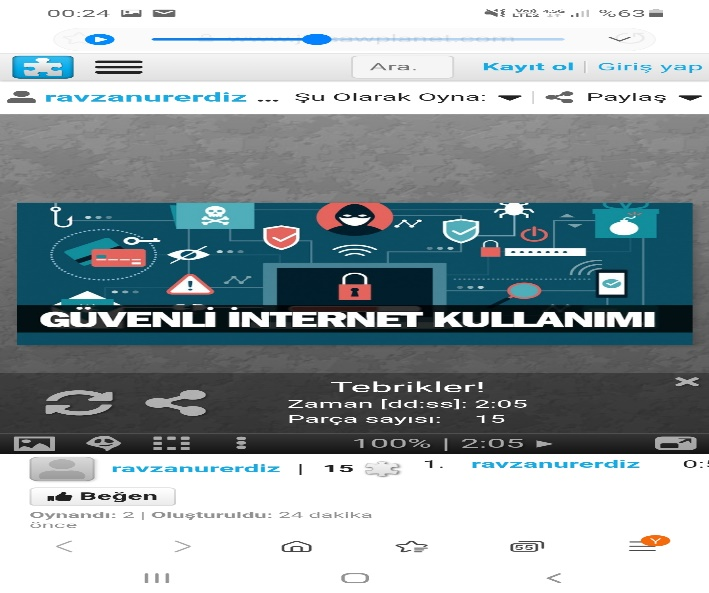 00:24 %63
Ara. Kayıt ol | Giriş yap
ravzanurerdiz ... Şu Olarak Oyna: | Paylaş
GÜVENLİ İNTERNET KULLANIMI
Tebrikler!
Zaman [dd:ss]: 2:05
Parça sayısı: 15
100% | 2:05
ravzanurerdiz | 15 1. ravzanurerdiz
Beğen
Oynandı: 2 | Oluşturuldu: 24 dakika
önce
Y